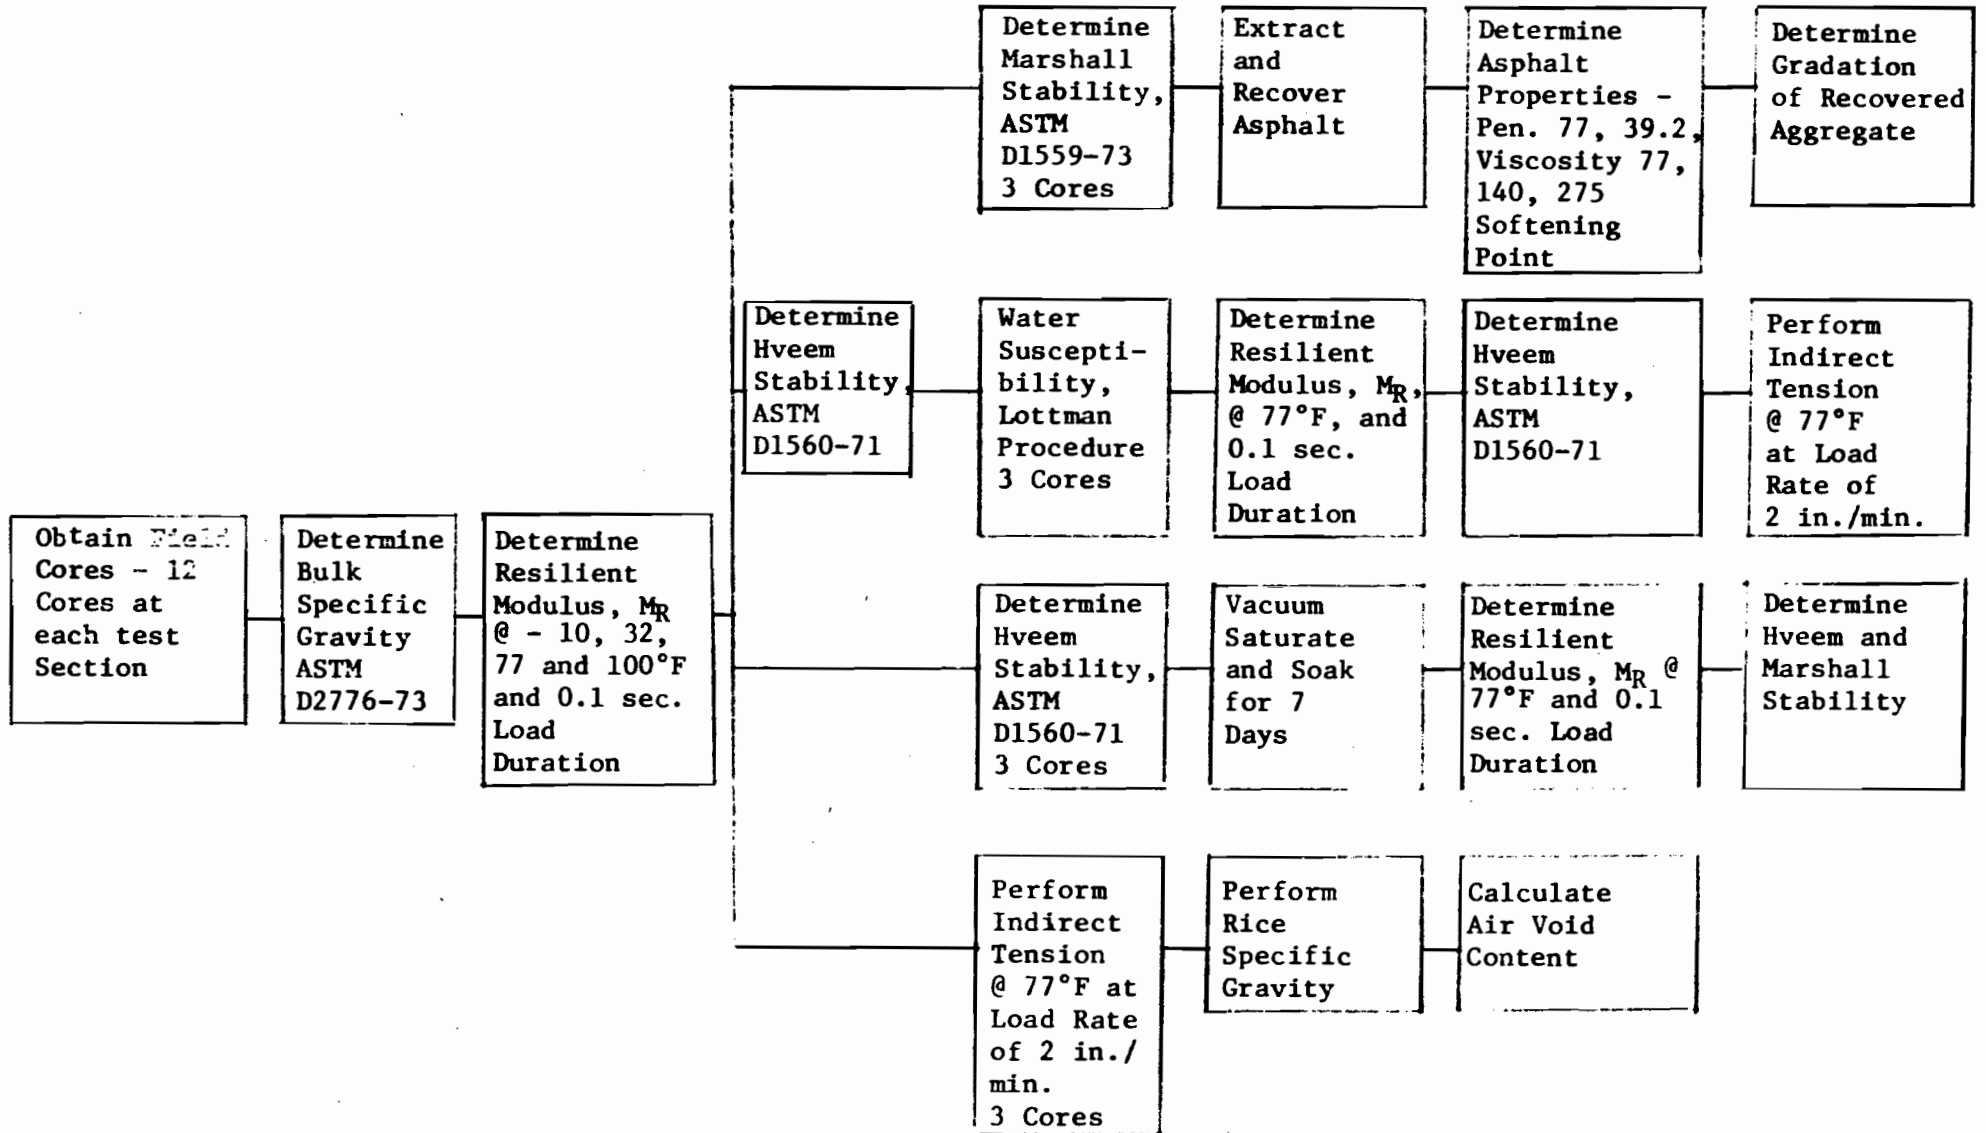 Determine
Marshall
Stability,
ASTM
D1559-73
3 Cores
Extract
and
Recover
Asphalt
Determine
Asphalt
Properties -
Pen. 77, 39.2,
Viscosity 77,
140, 275
Softening
Point
Determine
Gradation
of Recovered
Aggregate
Determine
Hveem
Stability,
ASTM
D1560-71
Water
Suscepti-
bility,
Lottman
Procedure
3 Cores
Determine
Resilient
Modulus, MR,
@ 77°F, and
0.1 sec.
Load
Duration
Determine
Hveem
Stability,
ASTM
D1560-71
Perform
Indirect
Tension
@ 77°F
at Load
Rate of
2 in./min.
Obtain Field
Cores - 12
Cores at
each test
Section
Determine
Bulk
Specific
Gravity
ASTM
D2776-73
Determine
Resilient
Modulus, MR
@ - 10, 32,
77 and 100°F
and 0.1 sec.
Load
Duration
Determine
Hveem
Stability,
ASTM
D1560-71
3 Cores
Vacuum
Saturate
and Soak
for 7
Days
Determine
Resilient
Modulus, MR @
77°F and 0.1
sec. Load
Duration
Determine
Hveem and
Marshall
Stability
Perform
Indirect
Tension
@ 77°F at
Load Rate
of 2 in./
min.
3 Cores
Perform
Rice
Specific
Gravity
Calculate
Air Void
Content